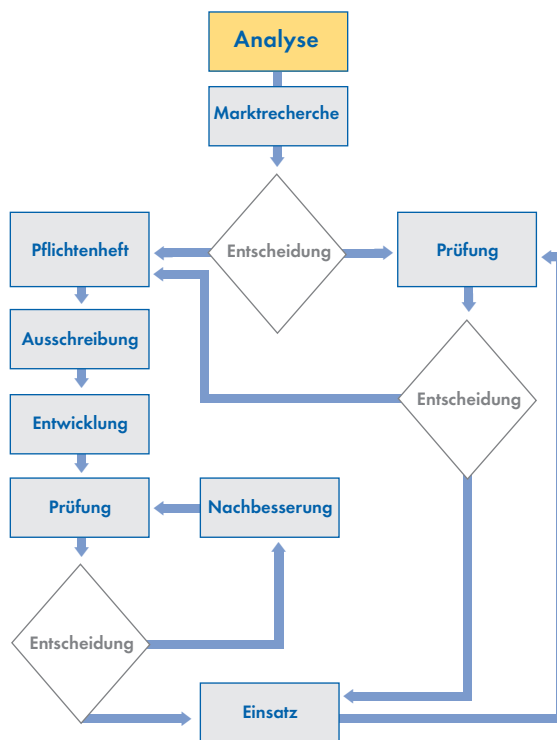 Analyse
Marktrecherche
Entscheidung
Pflichtenheft
Prüfung
Ausschreibung
Entscheidung
Entwicklung
Prüfung
Nachbesserung
Entscheidung
Einsatz